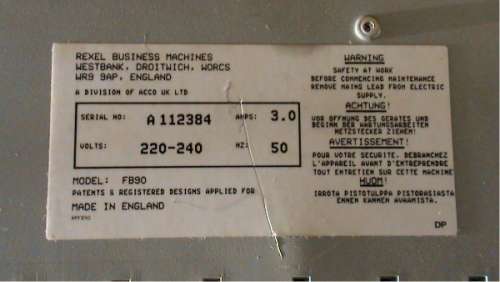 REXEL BUSINESS MACHINES
WESTBANK, DROITWICH, WORCS
WR9 9AP, ENGLAND
A DIVISION OF ACCO UK LTD
SERIAL NO: A 112384 AMPS: 3.0
VOLTS: 220-240 HZ: 50
MODEL: FB90
PATENTS & REGISTERED DESIGNS APPLIED FOR
MADE IN ENGLAND
WARNING
SAFETY AT WORK
BEFORE COMMENCING MAINTENANCE
REMOVE MAINS LEAD FROM ELECTRIC
SUPPLY.
ACHTUNG!
VOR OFFNUNG DES GERATES UND
BEGINN DER WARTUNGSARBEITEN
NETZSTECKER ZIEHEM!
AVERTISSEMENT!
POUR VOTRE SECURITE. DEBRANCHEZ
L'APPAREIL AVANT D'ENTREPRENDRE
TOUT ENTRETIEN SUR CETTE MACHINE
HUOM!
IRROTA PISTOTULPPA PISTORASIASTA
ENNEN KANNEN AVAAMISTA.
DP